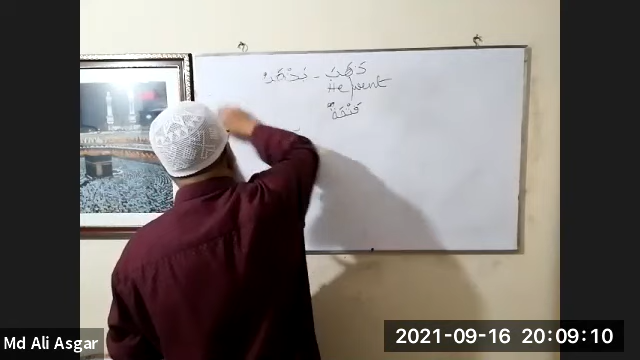 ذَهَبَ - يَذْهَبُ
He went
فَتْحَةٌ
Md Ali Asgar
2021-09-16 20:09:10